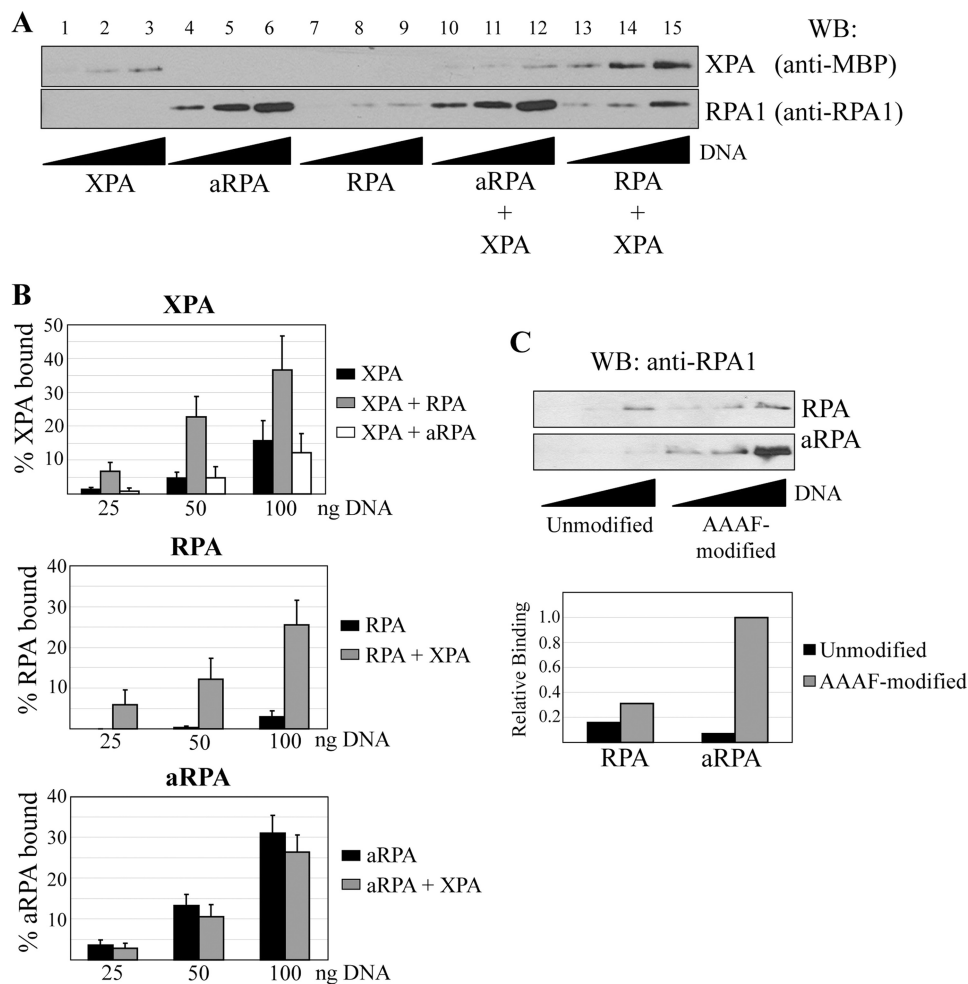 A
1 2 3 4 5 6 7 8 9 10 11 12 13 14 15 WB:
XPA (anti-MBP)
RPA1 (anti-RPA1)
DNA
XPA aRPA RPA aRPA + XPA RPA + XPA
B
XPA
% XPA bound
50
40
30
20
10
XPA
XPA + RPA
XPA + aRPA
25 50 100 ng DNA
RPA
% RPA bound
40
30
20
10
RPA
RPA + XPA
25 50 100 ng DNA
aRPA
% aRPA bound
40
30
20
10
aRPA
aRPA + XPA
25 50 100 ng DNA
C
WB: anti-RPA1
RPA
aRPA
DNA
Unmodified AAAF-modified
Relative Binding
1.0
0.8
0.6
0.4
0.2
Unmodified
AAAF-modified
RPA aRPA